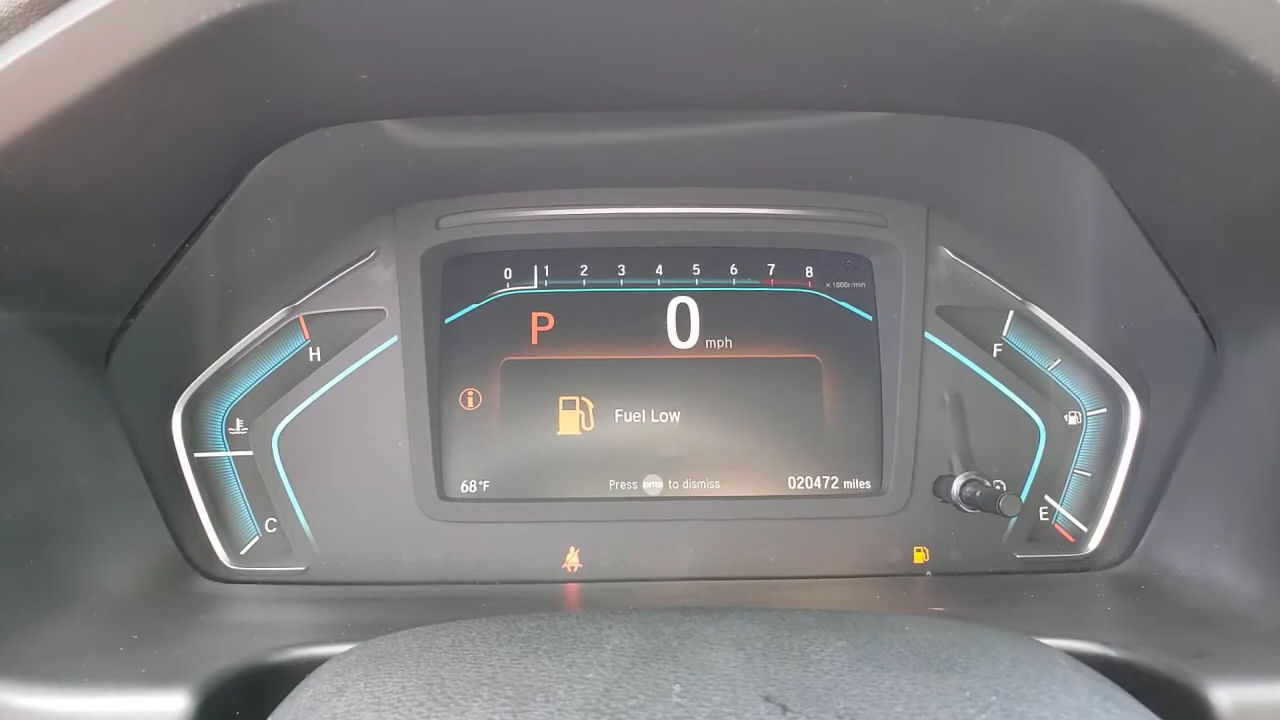 0 1 2 3 4 5 6 7 8
×1000r/min
P 0 mph
H
F
Fuel Low
C
E
68°F
Press ENTER to dismiss
020472 miles